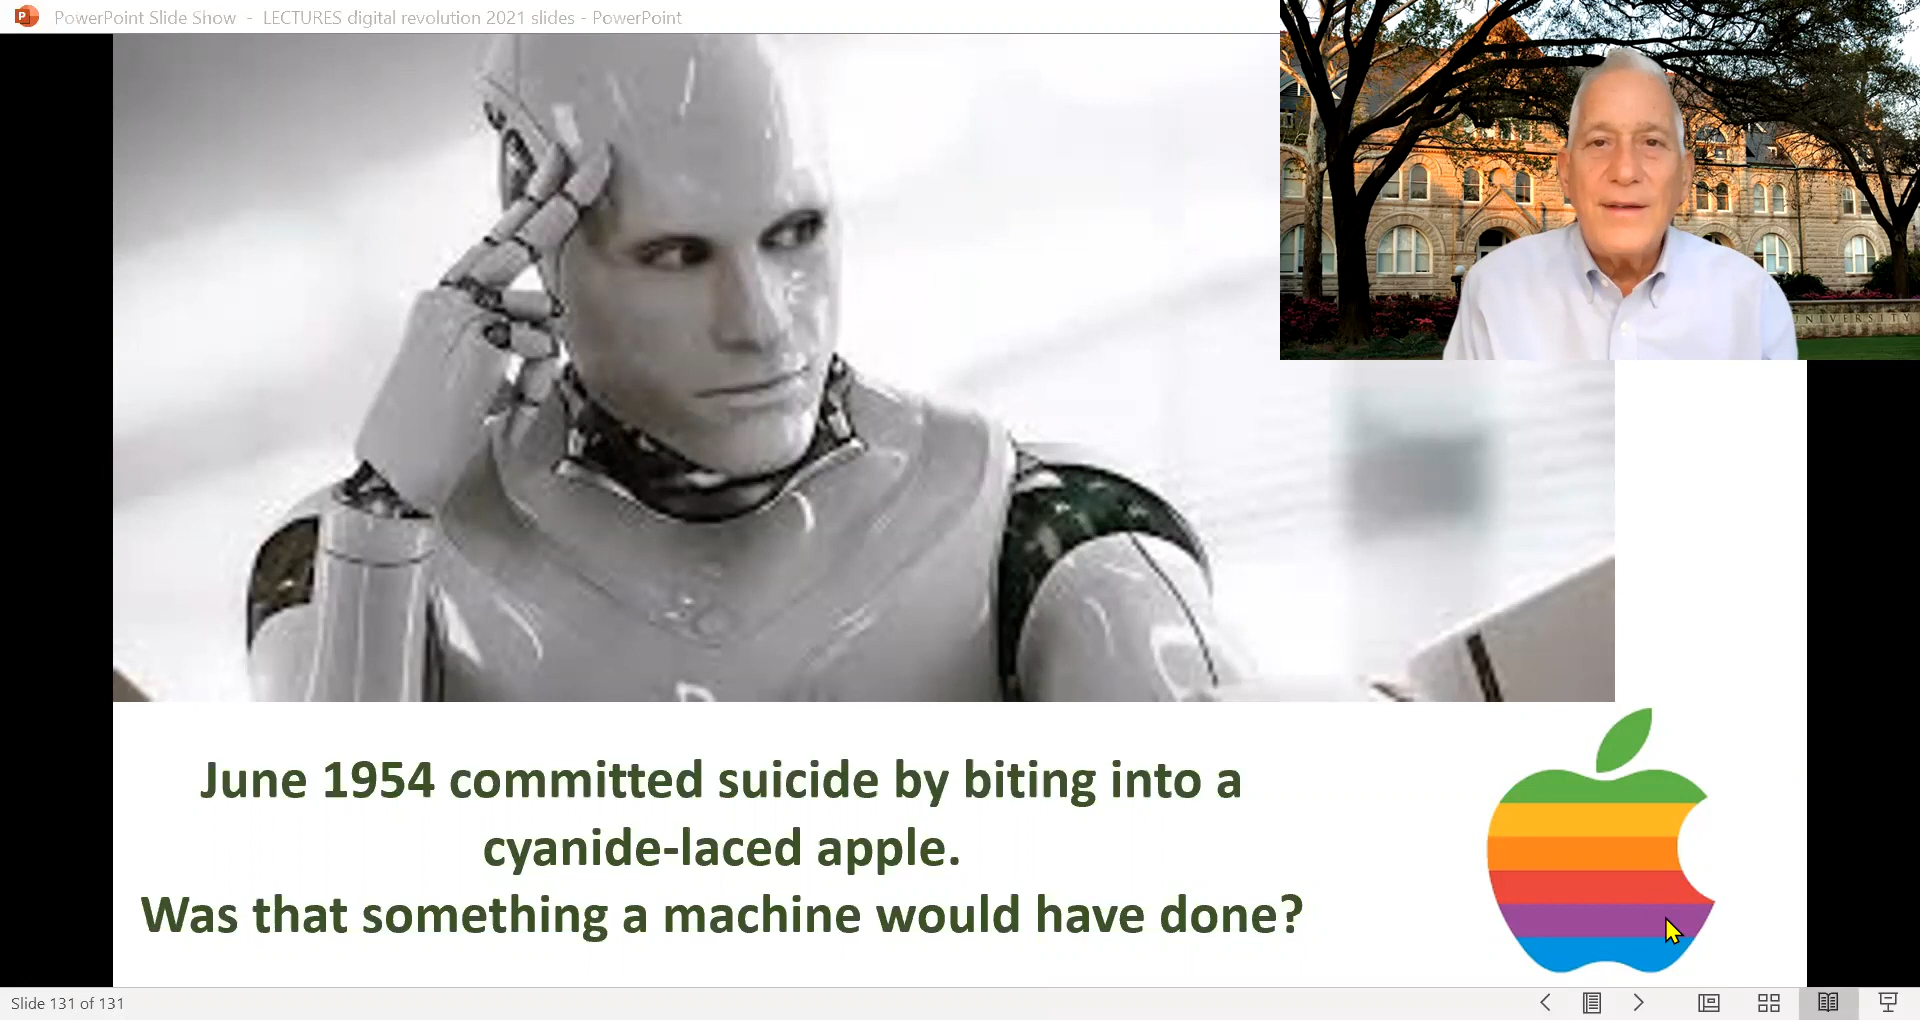 PowerPoint Slide Show - LECTURES digital revolution 2021 slides - PowerPoint
NIVERSITY
June 1954 committed suicide by biting into a
cyanide-laced apple.
Was that something a machine would have done?
Slide 131 of 131